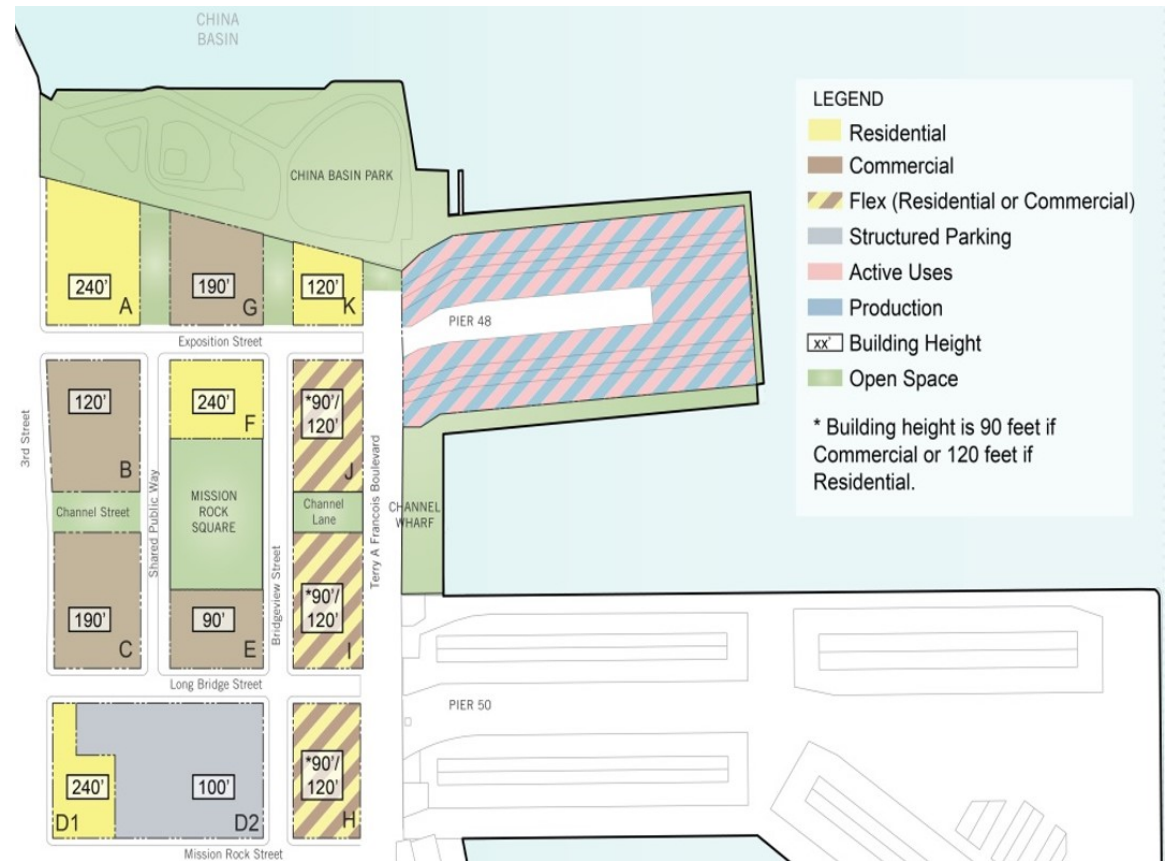 CHINA
BASIN
CHINA BASIN PARK
LEGEND
Residential
Commercial
Flex (Residential or Commercial)
Structured Parking
Active Uses
Production
xx' Building Height
Open Space
* Building height is 90 feet if
Commercial or 120 feet if
Residential.
240'
A
190'
G
120'
K
PIER 48
Exposition Street
3rd Street
120'
B
Shared Public Way
240'
F
*90'/
120'
J
Terry A Francois Boulevard
Channel Street
MISSION
ROCK
SQUARE
Channel
Lane
CHANNEL
WHARF
Bridgeview Street
190'
C
90'
E
*90'/
120'
I
Long Bridge Street
PIER 50
240'
D1
100'
D2
*90'/
120'
H
Mission Rock Street